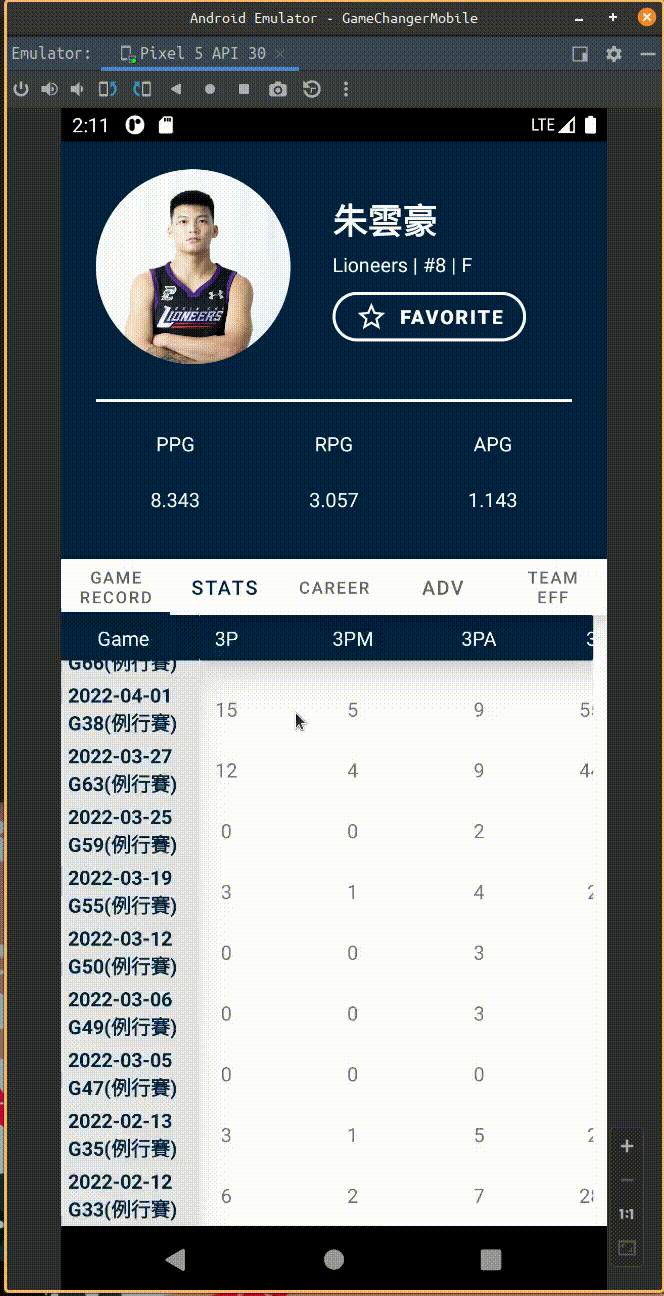 Android Emulator - GameChangerMobile
Emulator: Pixel 5 API 30
2:11 LTE
朱雲豪
Lioneers | #8 | F
FAVORITE
LIONEERS
PPG RPG APG
8.343 3.057 1.143
GAME RECORD STATS CAREER ADV TEAM EFF
Game 3P 3PM 3PA 3
G66(例行賽)
2022-04-01
G38(例行賽) 15 5 9 5
2022-03-27
G63(例行賽) 12 4 9 44
2022-03-25
G59(例行賽) 0 0 2
2022-03-19
G55(例行賽) 3 1 4 2
2022-03-12
G50(例行賽) 0 0 3
2022-03-06
G49(例行賽) 0 0 3
2022-03-05
G47(例行賽) 0 0 0
2022-02-13
G35(例行賽) 3 1 5 2
2022-02-12
G33(例行賽) 6 2 7 28
1:1